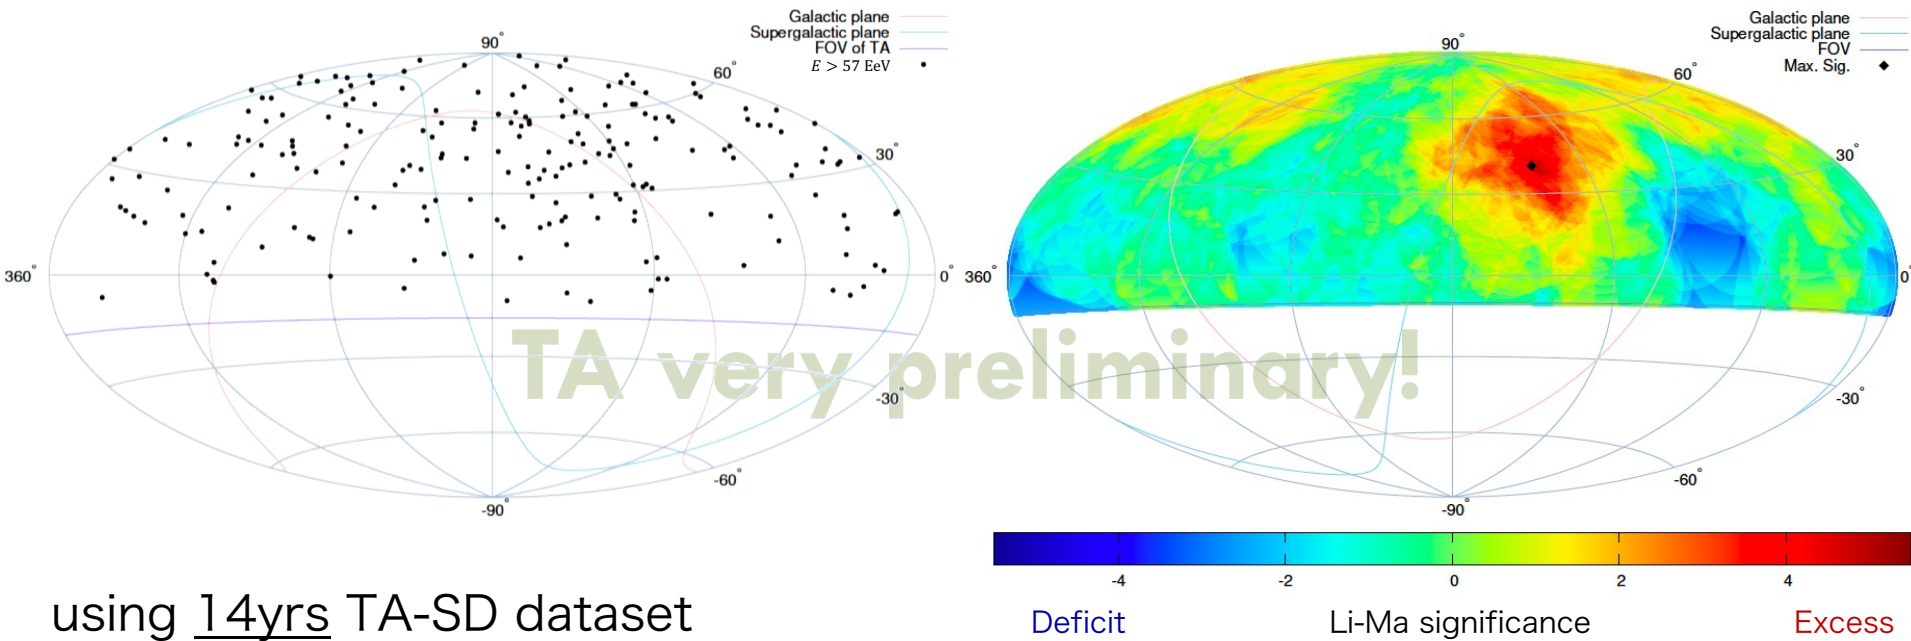 Galactic plane
Supergalactic plane
FOV of TA
E > 57 EeV
90°
60°
30°
360°
0°
-30°
-60°
-90°
Galactic plane
Supergalactic plane
FOV
Max. Sig.
90°
60°
30°
360°
0°
-30°
-60°
-90°
TA very preliminary!
-4 -2 0 2 4
Deficit Li-Ma significance Excess
using 14yrs TA-SD dataset